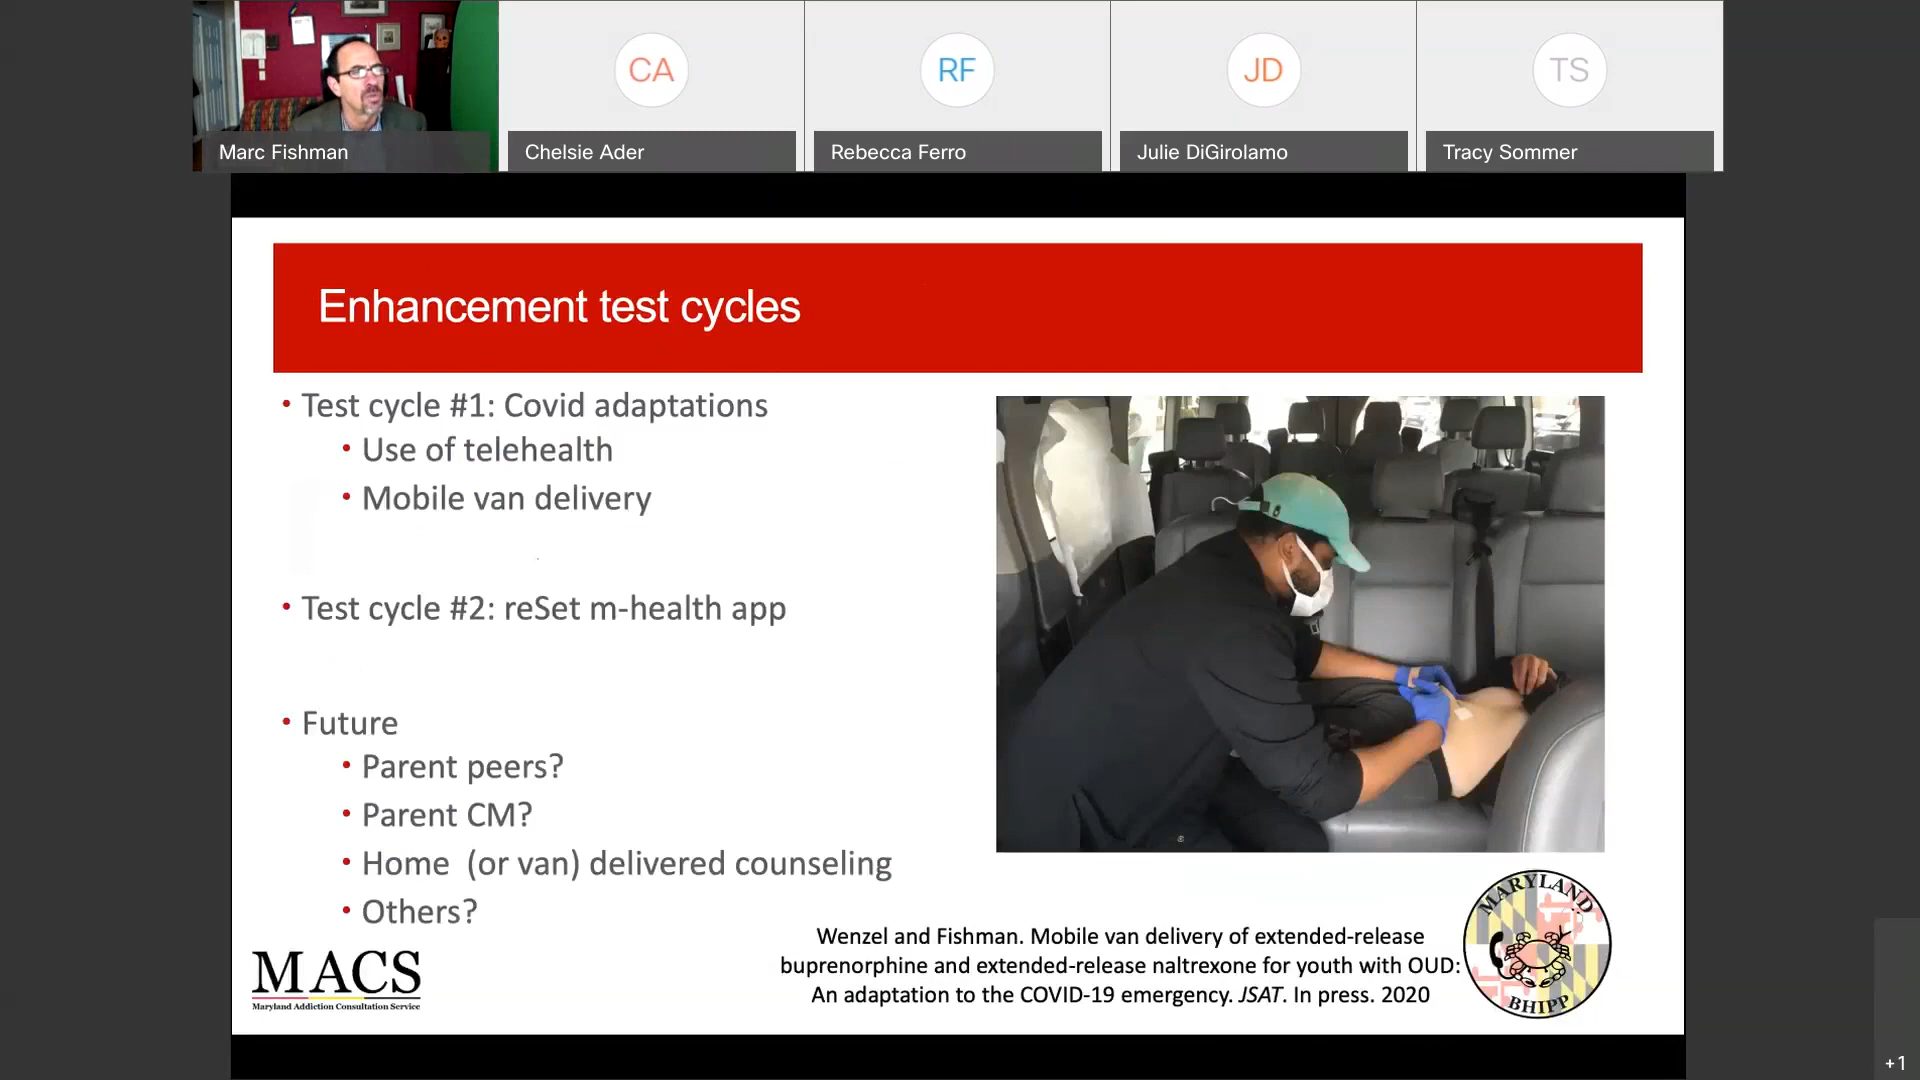 CA
RF
JD
TS
Marc Fishman
Chelsie Ader
Rebecca Ferro
Julie DiGirolamo
Tracy Sommer
Enhancement test cycles
• Test cycle #1: Covid adaptations
• Use of telehealth
• Mobile van delivery
• Test cycle #2: reSet m-health app
• Future
• Parent peers?
• Parent CM?
• Home (or van) delivered counseling
• Others?
Wenzel and Fishman. Mobile van delivery of extended-release
buprenorphine and extended-release naltrexone for youth with OUD:
An adaptation to the COVID-19 emergency. JSAT. In press. 2020
MACS
Maryland Addiction Consultation Service
MARYLAND
BHIPP
+1